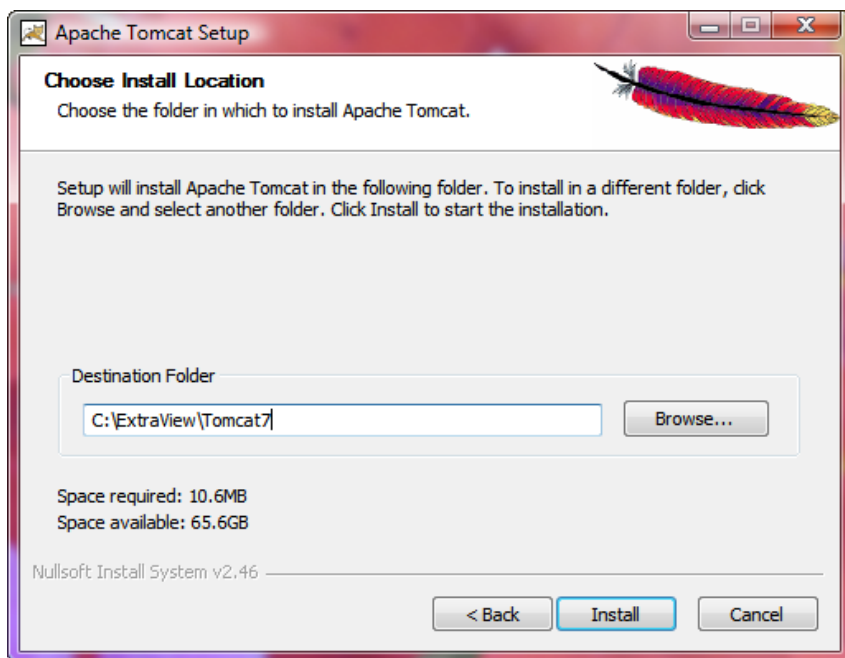 Apache Tomcat Setup
Choose Install Location
Choose the folder in which to install Apache Tomcat.
Setup will install Apache Tomcat in the following folder. To install in a different folder, click
Browse and select another folder. Click Install to start the installation.
Destination Folder
C:\ExtraView\Tomcat7
Browse...
Space required: 10.6MB
Space available: 65.6GB
Nullsoft Install System v2.46
< Back
Install
Cancel